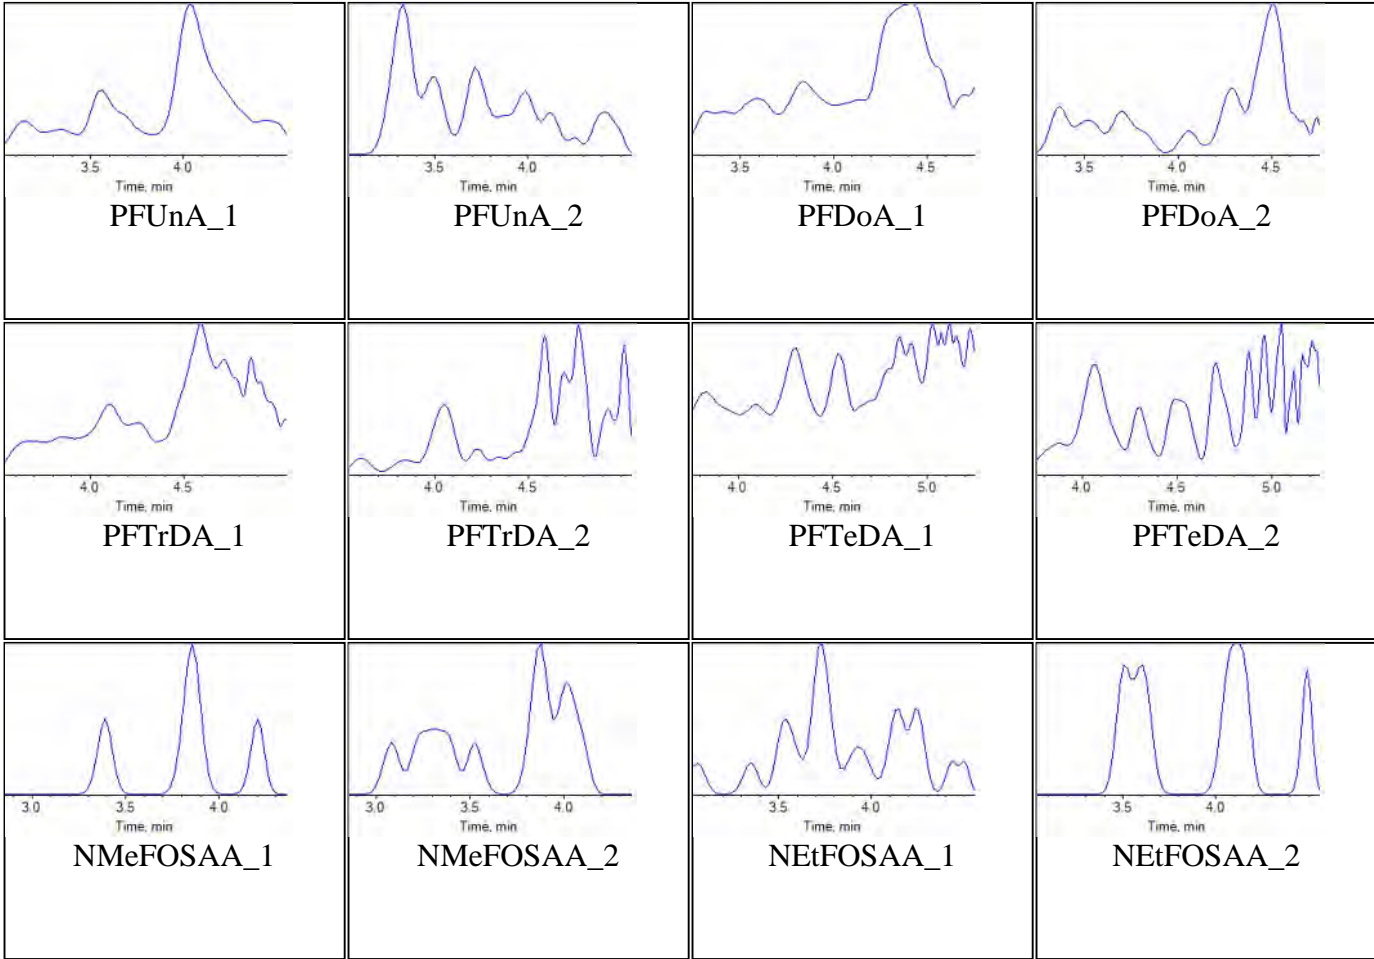 3.5 4.0
Time, min
PFUnA_1
3.5 4.0
Time, min
PFUnA_2
3.5 4.0 4.5
Time, min
PFDoA_1
3.5 4.0 4.5
Time, min
PFDoA_2
4.0 4.5
Time, min
PFTrDA_1
4.0 4.5
Time, min
PFTrDA_2
4.0 4.5 5.0
Time, min
PFTeDA_1
4.0 4.5 5.0
Time, min
PFTeDA_2
3.0 3.5 4.0
Time, min
NMeFOSAA_1
3.0 3.5 4.0
Time, min
NMeFOSAA_2
3.5 4.0
Time, min
NEtFOSAA_1
3.5 4.0
Time, min
NEtFOSAA_2